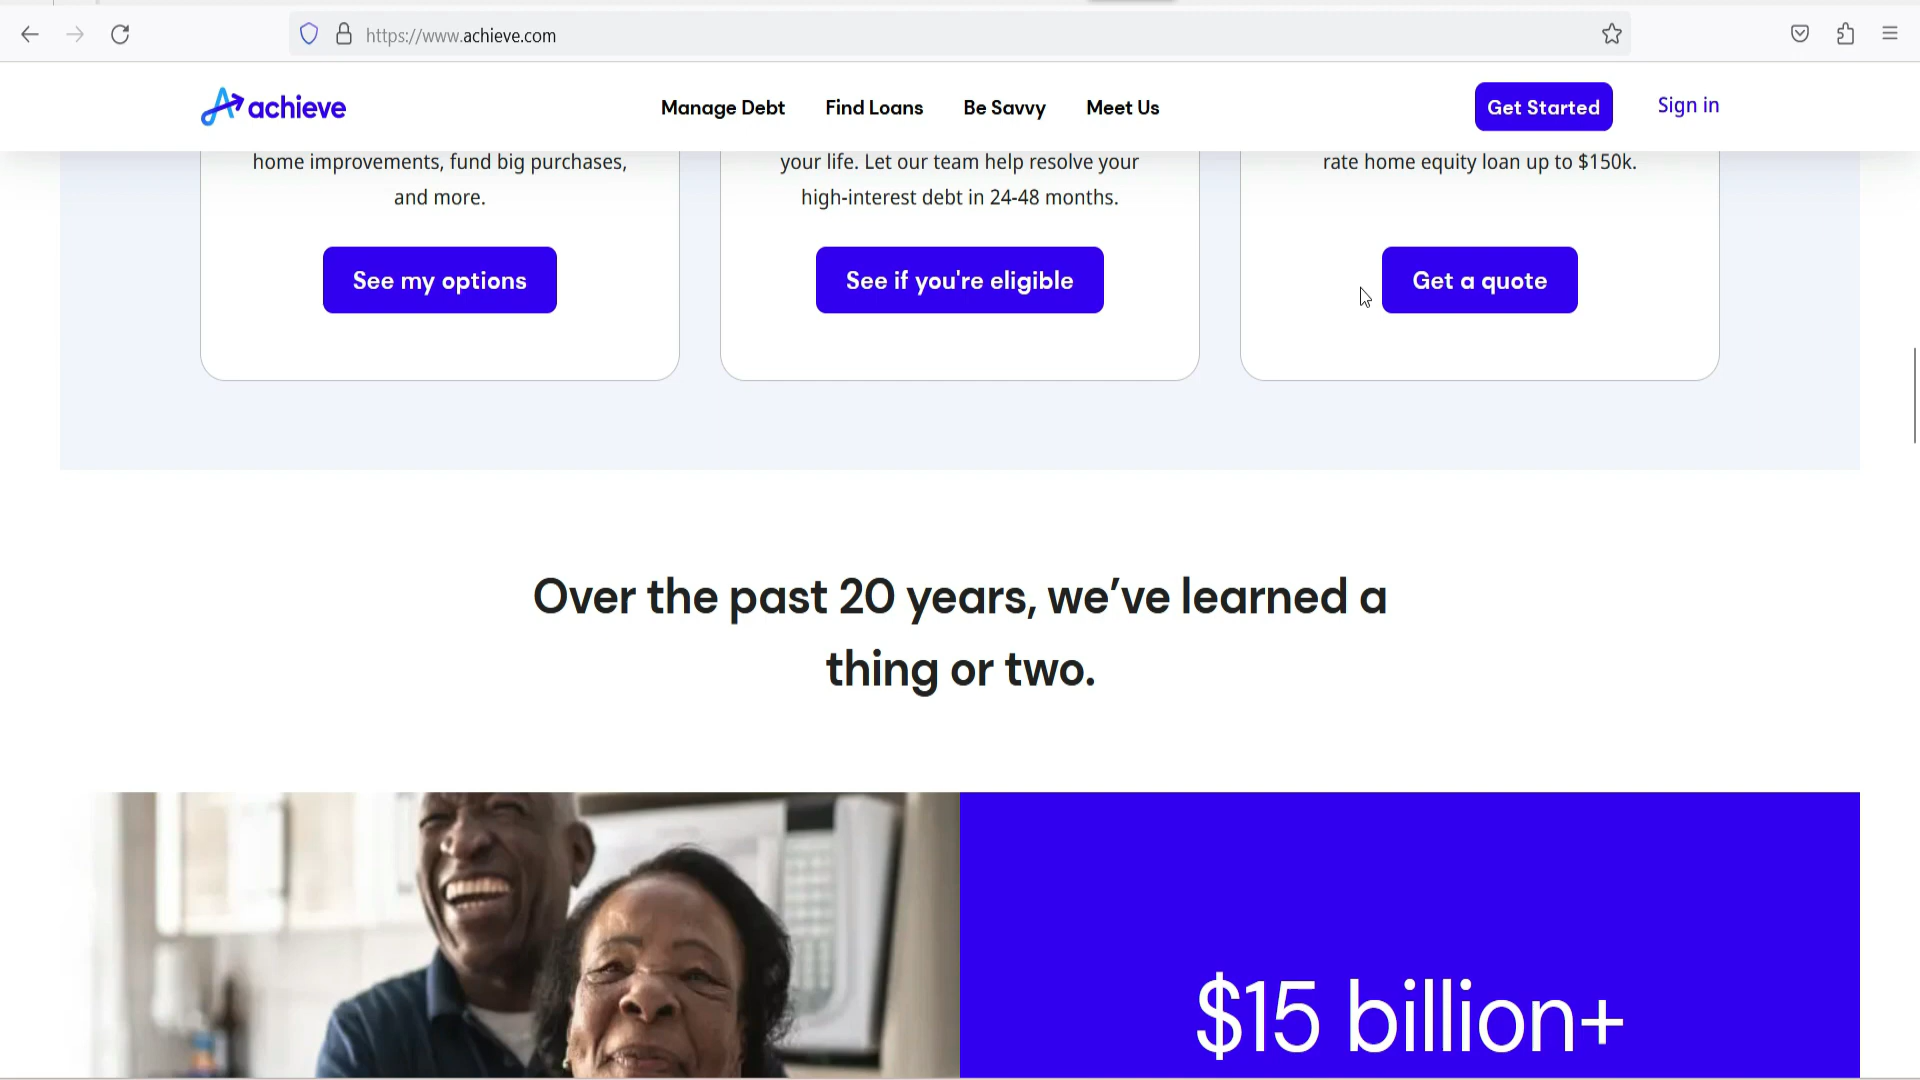 https://www.achieve.com
achieve
Manage Debt
Find Loans
Be Savvy
Meet Us
Get Started
Sign in
home improvements, fund big purchases,
and more.
See my options
your life. Let our team help resolve your
high-interest debt in 24-48 months.
See if you're eligible
rate home equity loan up to $150k.
Get a quote
Over the past 20 years, we’ve learned a
thing or two.
$15 billion+